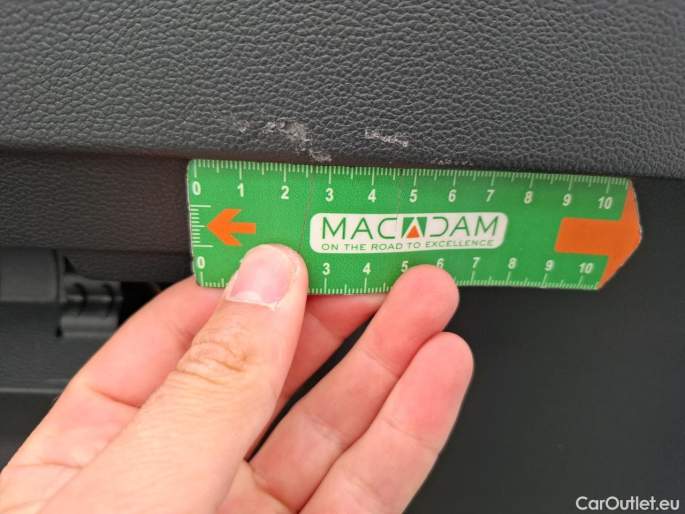 0 1 2 3 4 5 6 7 8 9 10
MACADAM
ON THE ROAD TO EXCELLENCE
0 3 4 5 6 7 8 9 10
CarOutlet.eu